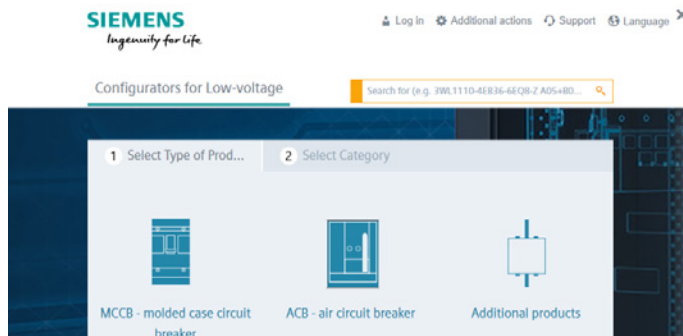 SIEMENS
Ingenuity for life
Log in Additional actions Support Language
Configurators for Low-voltage
Search for (e.g. 3WL1110-4EB36-6EQ8-Z A05+B0...
1 Select Type of Prod... 2 Select Category
MCCB - molded case circuit breaker
ACB - air circuit breaker
Additional products